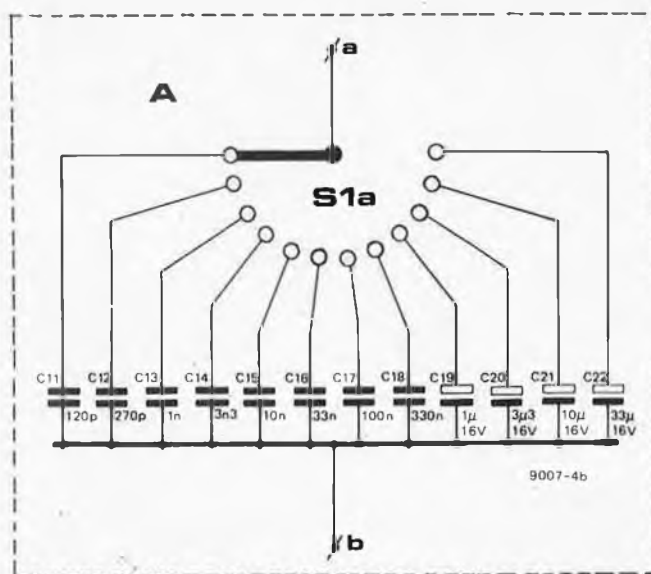 a
A
S1a
C11 C12 C13 C14 C15 C16 C17 C18 C19 C20 C21 C22
120p 270p 1n 3n3 10n 33n 100n 330n 1µ 3µ3 10µ 33µ
16V 16V 16V 16V
9007-4b
b